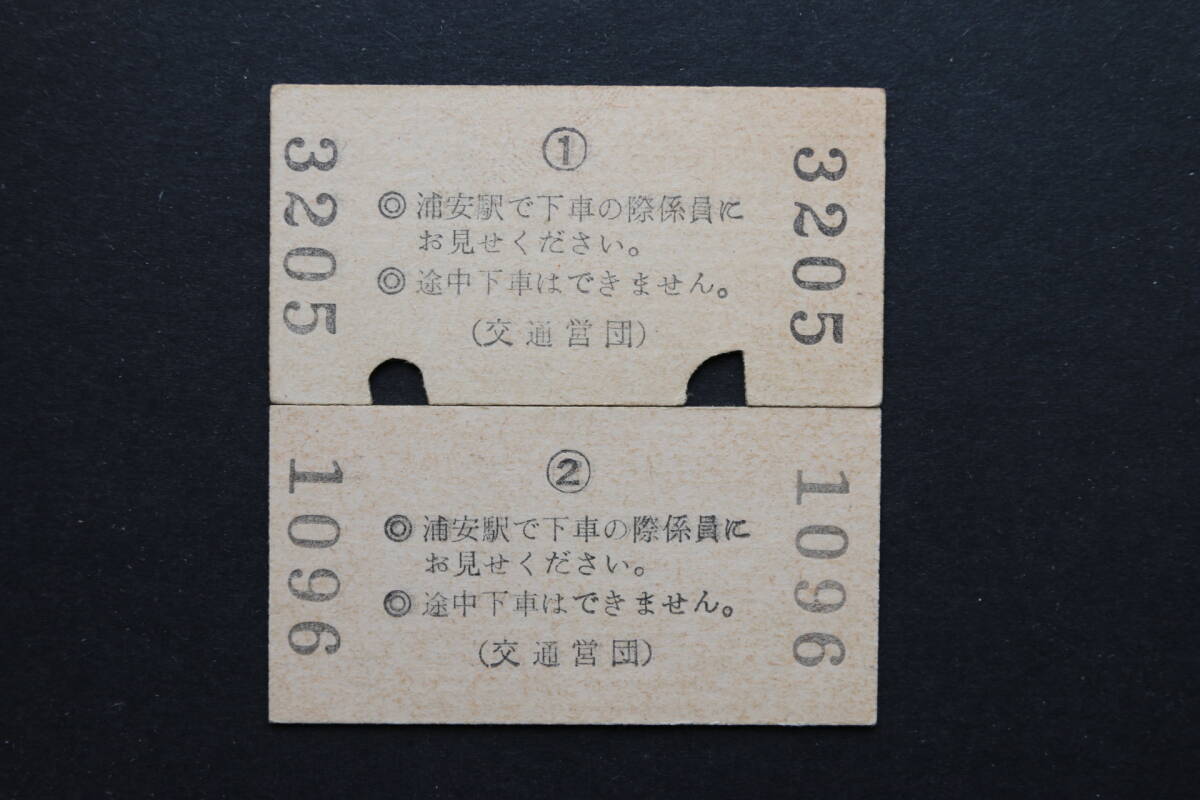 3205
①
◎ 浦安駅で下車の際係員に
お見せください。
◎ 途中下車はできません。
(交通営団)
3205
1096
②
◎ 浦安駅で下車の際係員に
お見せください。
◎ 途中下車はできません。
(交通営団)
1096